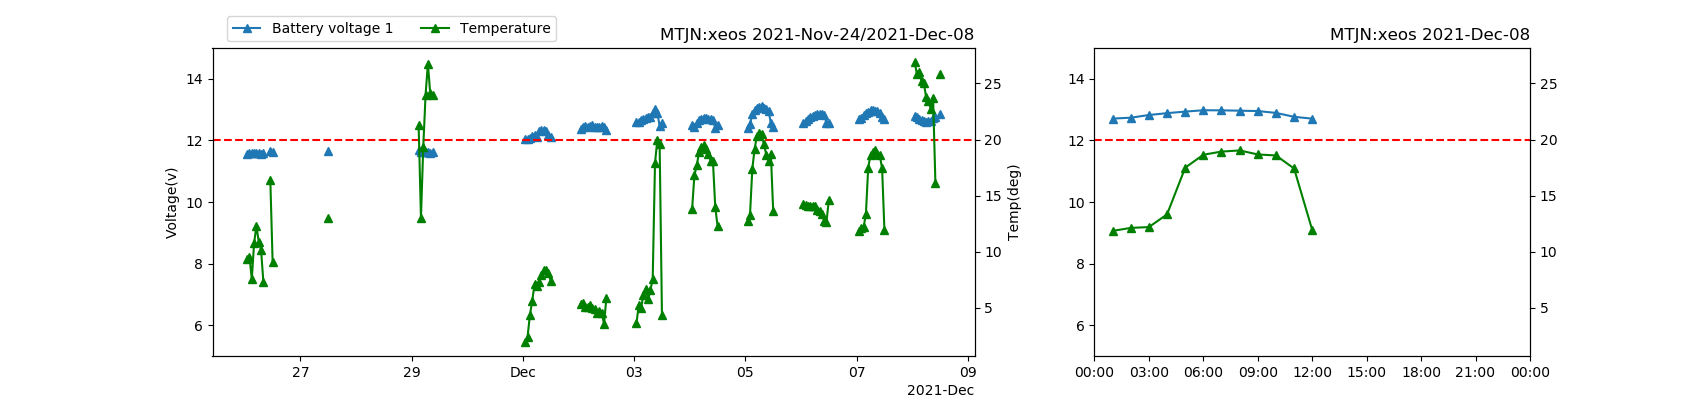 Battery voltage 1 Temperature
MTJN:xeos 2021-Nov-24/2021-Dec-08
Voltage(v)
14
12
10
8
6
25
20
15
10
5
Temp(deg)
27 29 Dec 03 05 07 09
2021-Dec
MTJN:xeos 2021-Dec-08
14
12
10
8
6
25
20
15
10
5
00:00 03:00 06:00 09:00 12:00 15:00 18:00 21:00 00:00